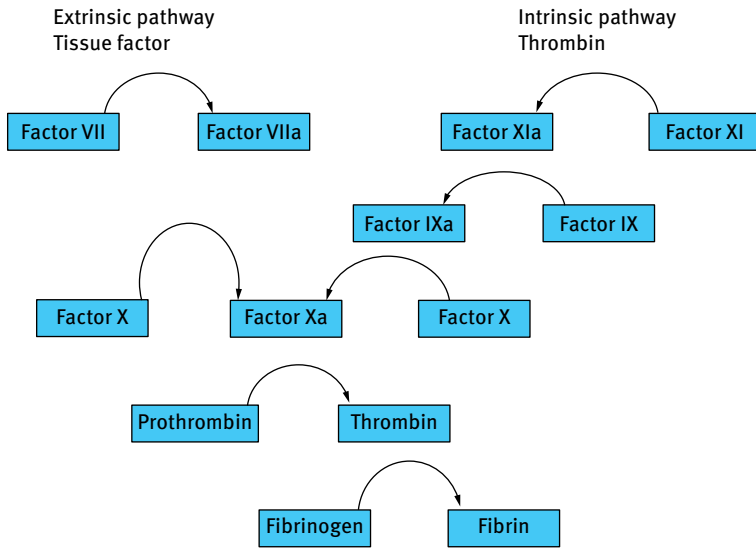 Extrinsic pathway
Tissue factor
Intrinsic pathway
Thrombin
Factor VII
Factor VIIa
Factor XIa
Factor XI
Factor IXa
Factor IX
Factor X
Factor Xa
Factor X
Prothrombin
Thrombin
Fibrinogen
Fibrin